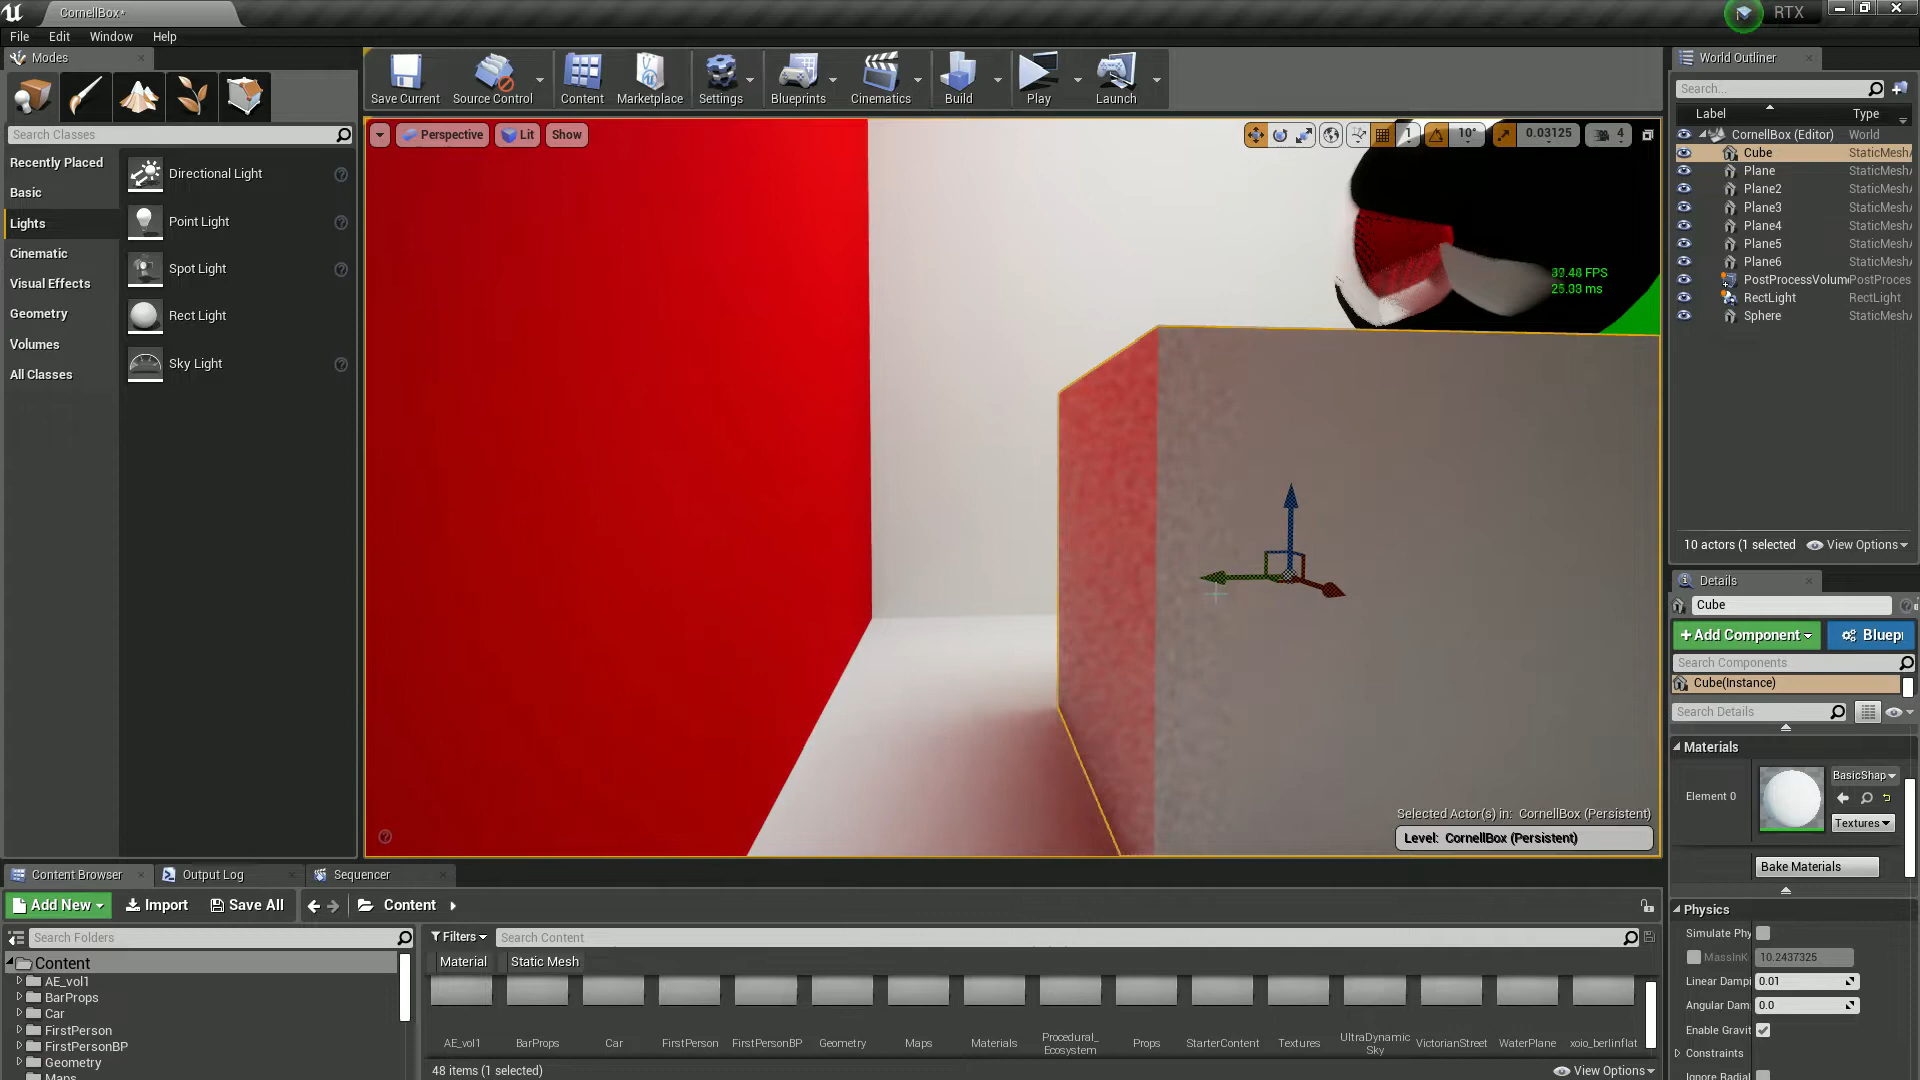 CornellBox*
RTX
File Edit Window Help
Modes
Save Current
Source Control
Content
Marketplace
Settings
Blueprints
Cinematics
Build
Play
Launch
Search Classes
Recently Placed
Basic
Lights
Cinematic
Visual Effects
Geometry
Volumes
All Classes
Directional Light
Point Light
Spot Light
Rect Light
Sky Light
Perspective
Lit
Show
1
10°
0.03125
4
25.33 ms
Selected Actor(s) in: CornellBox (Persistent)
Level: CornellBox (Persistent)
World Outliner
Search...
Label Type
CornellBox (Editor) World
Cube StaticMesh
Plane StaticMesh
Plane2 StaticMesh
Plane3 StaticMesh
Plane4 StaticMesh
Plane5 StaticMesh
Plane6 StaticMesh
PostProcessVolum PostProces
RectLight RectLight
Sphere StaticMesh
10 actors (1 selected View Options
Details
Cube
+Add Component
Bluepr
Search Components
Cube(Instance)
Search Details
Materials
Element 0
BasicShap
Textures
Bake Materials
Physics
Simulate Phy
MassInK 10.2437325
Linear Damp 0.01
Angular Dam 0.0
Enable Gravit
Constraints
Ignore Radial
Content Browser
Output Log
Sequencer
Add New
Import
Save All
Content
Search Folders
Content
AE_vol1
BarProps
Car
FirstPerson
FirstPersonBP
Geometry
Maps
Filters
Search Content
Material
Static Mesh
AE_vol1
BarProps
Car
FirstPerson
FirstPersonBP
Geometry
Maps
Materials
Procedural_
Ecosystem
Props
StarterContent
Textures
UltraDynamic
Sky
VictorianStreet
WaterPlane
xoio_berlinflat
48 items (1 selected)
View Options